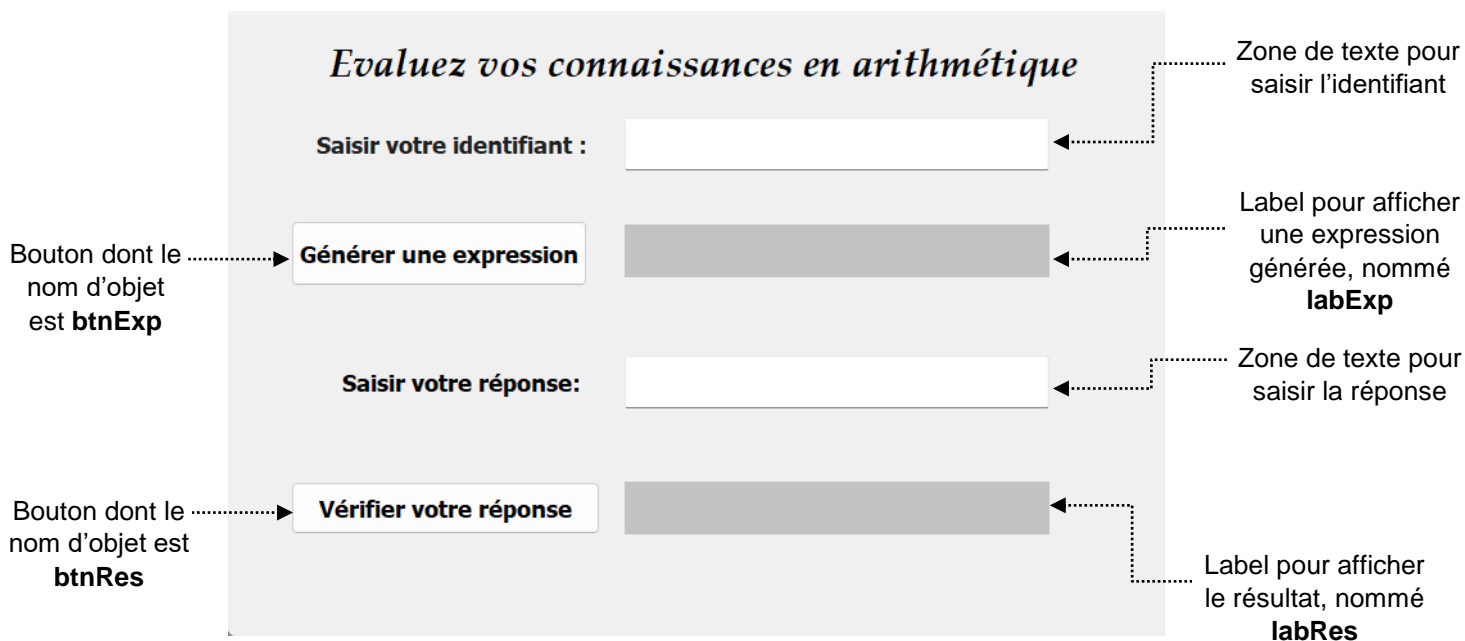 Evaluez vos connaissances en arithmétique
Zone de texte pour
saisir l'identifiant
Saisir votre identifiant :
Label pour afficher
une expression
générée, nommé
labExp
Bouton dont le
nom d'objet
est btnExp
Générer une expression
Zone de texte pour
saisir la réponse
Saisir votre réponse:
Bouton dont le
nom d'objet est
btnRes
Vérifier votre réponse
Label pour afficher
le résultat, nommé
labRes